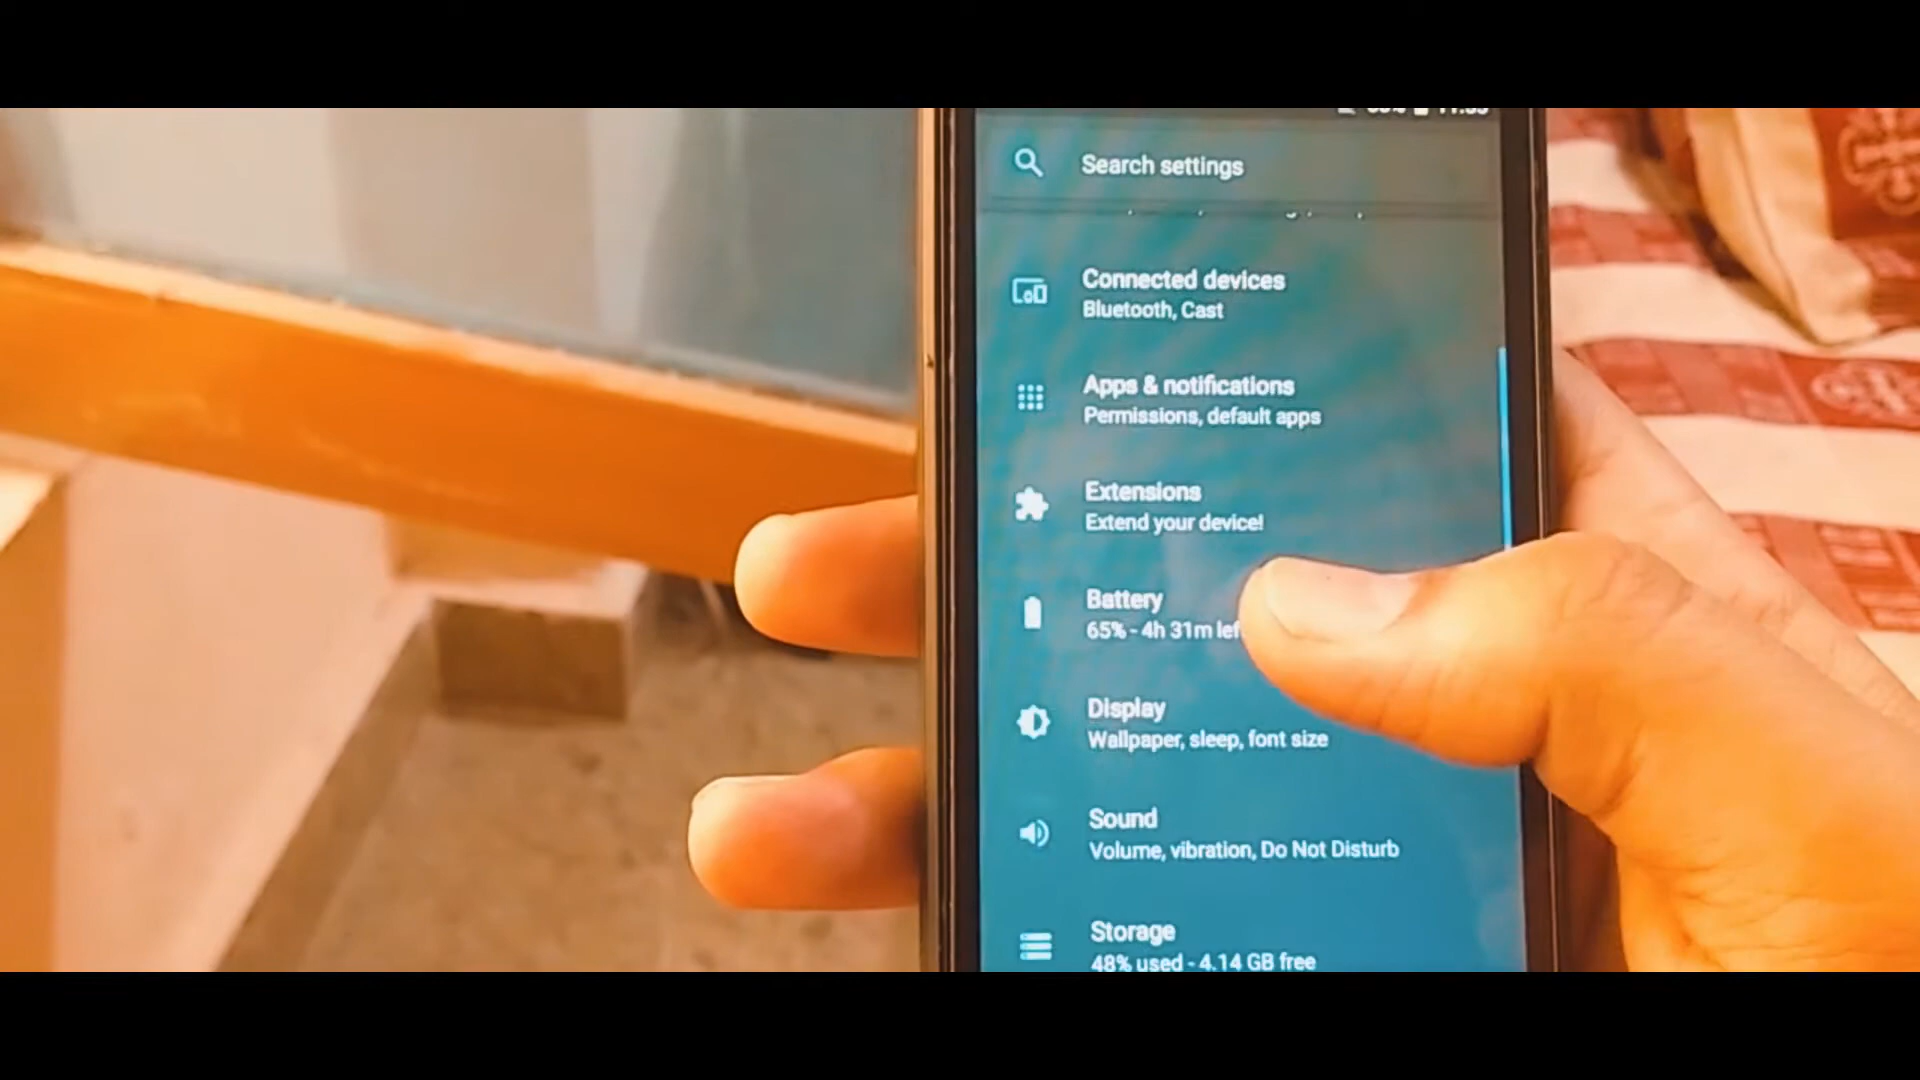 Search settings
Connected devices
Bluetooth, Cast
Apps & notifications
Permissions, default apps
Extensions
Extend your device!
Battery
65% - 4h 31m lef
Display
Wallpaper, sleep, font size
Sound
Volume, vibration, Do Not Disturb
Storage
48% used - 4.14 GB free